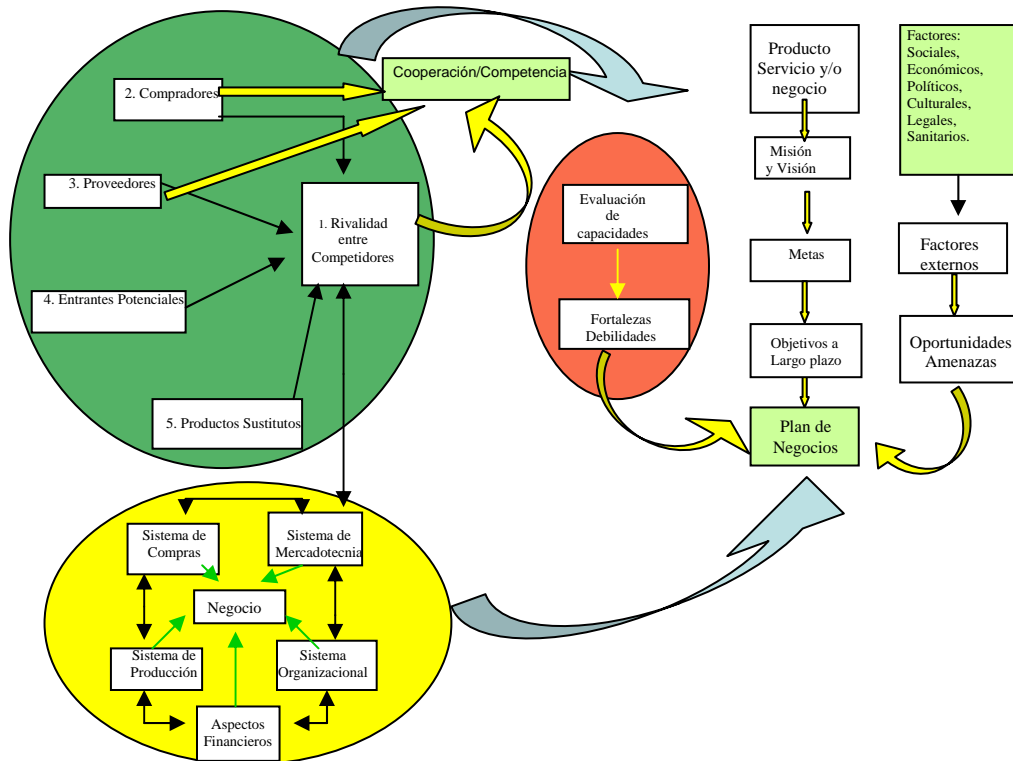 Cooperación/Competencia
2. Compradores
3. Proveedores
1. Rivalidad
entre
Competidores
4. Entrantes Potenciales
5. Productos Sustitutos
Evaluación
de
capacidades
Fortalezas
Debilidades
Producto
Servicio y/o
negocio
Misión
y Visión
Metas
Objetivos a
Largo plazo
Plan de
Negocios
Factores:
Sociales,
Económicos,
Políticos,
Culturales,
Legales,
Sanitarios.
Factores
externos
Oportunidades
Amenazas
Sistema de
Compras
Sistema de
Mercadotecnia
Negocio
Sistema de
Producción
Sistema
Organizacional
Aspectos
Financieros